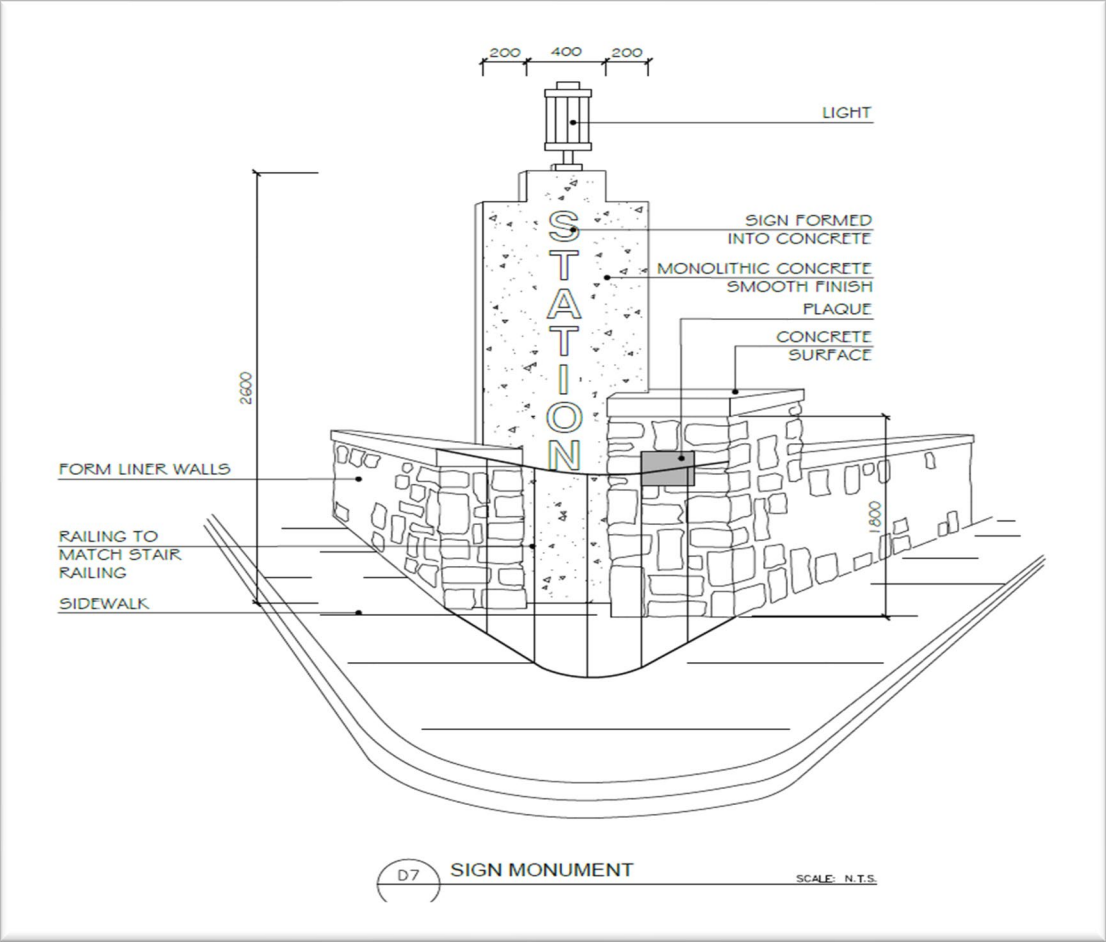 200 400 200
LIGHT
SIGN FORMED
INTO CONCRETE
MONOLITHIC CONCRETE
SMOOTH FINISH
PLAQUE
CONCRETE
SURFACE
2600
STATION
FORM LINER WALLS
1800
RAILING TO
MATCH STAIR
RAILING
SIDEWALK
D7 SIGN MONUMENT
SCALE: N.T.S.